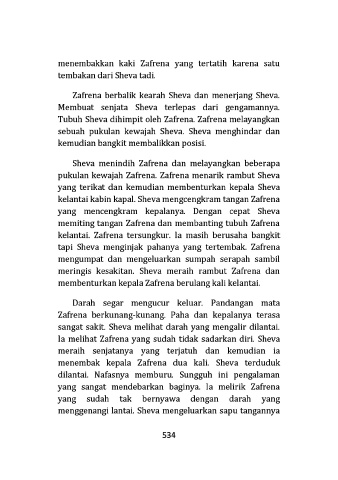 menembakkan kaki Zafrena yang tertatih karena satu
tembakan dari Sheva tadi.
Zafrena berbalik kearah Sheva dan menerjang Sheva.
Membuat senjata Sheva terlepas dari gengamannya.
Tubuh Sheva dihimpit oleh Zafrena. Zafrena melayangkan
sebuah pukulan kewajah Sheva. Sheva menghindar dan
kemudian bangkit membalikkan posisi.
Sheva menindih Zafrena dan melayangkan beberapa
pukulan kewajah Zafrena. Zafrena menarik rambut Sheva
yang terikat dan kemudian membenturkan kepala Sheva
kelantai kabin kapal. Sheva mengcengkram tangan Zafrena
yang mencengkram kepalanya. Dengan cepat Sheva
memiting tangan Zafrena dan membanting tubuh Zafrena
kelantai. Zafrena tersungkur. Ia masih berusaha bangkit
tapi Sheva menginjak pahanya yang tertembak. Zafrena
mengumpat dan mengeluarkan sumpah serapah sambil
meringis kesakitan. Sheva meraih rambut Zafrena dan
membenturkan kepala Zafrena berulang kali kelantai.
Darah segar mengucur keluar. Pandangan mata
Zafrena berkunang-kunang. Paha dan kepalanya terasa
sangat sakit. Sheva melihat darah yang mengalir dilantai.
Ia melihat Zafrena yang sudah tidak sadarkan diri. Sheva
meraih senjatanya yang terjatuh dan kemudian ia
menembak kepala Zafrena dua kali. Sheva terduduk
dilantai. Nafasnya memburu. Sungguh ini pengalaman
yang sangat mendebarkan baginya. Ia melirik Zafrena
yang sudah tak bernyawa dengan darah yang
menggenangi lantai. Sheva mengeluarkan sapu tangannya
534